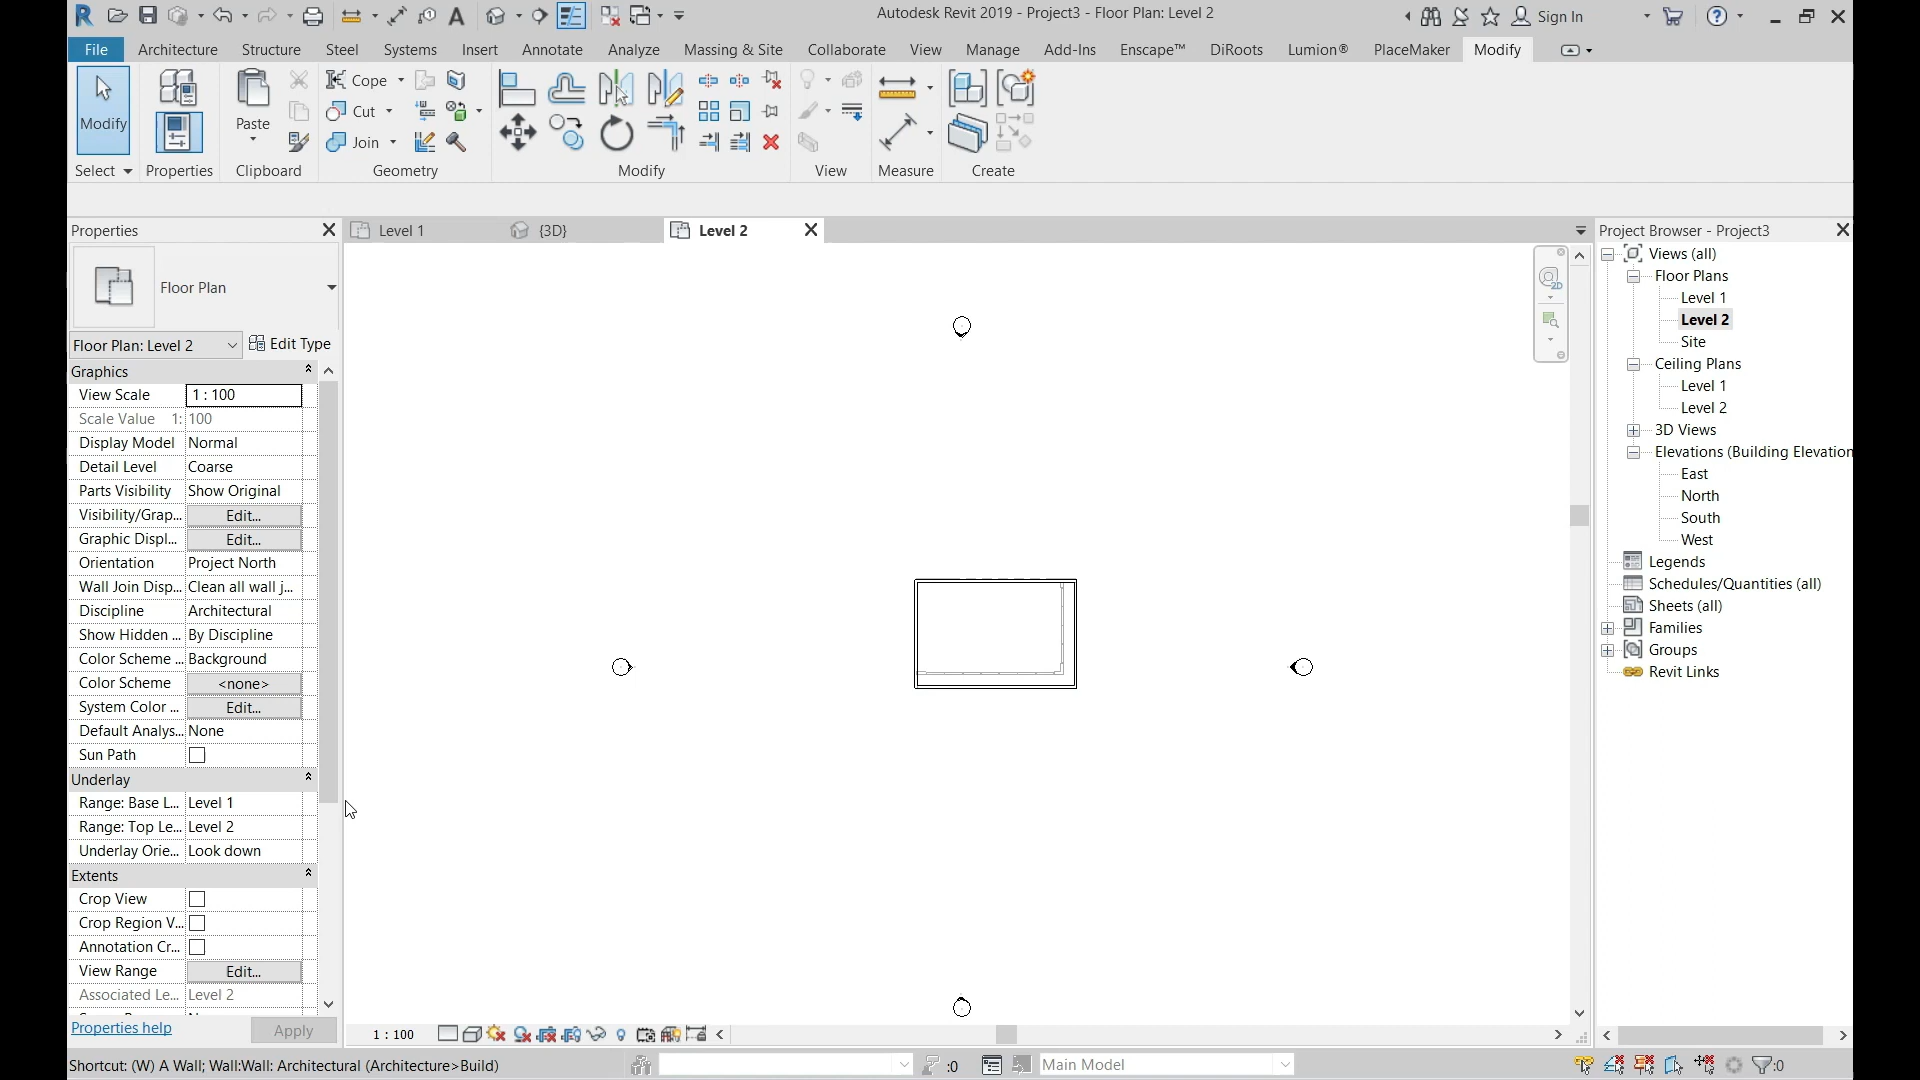 Autodesk Revit 2019 - Project3 - Floor Plan: Level 2
Sign In
File Architecture Structure Steel Systems Insert Annotate Analyze Massing & Site Collaborate View Manage Add-Ins Enscape™ DiRoots Lumion® PlaceMaker Modify
Modify
Paste
Cope
Cut
Join
Select Properties Clipboard Geometry Modify View Measure Create
Properties
Level 1
{3D}
Level 2
Project Browser - Project3
Floor Plan
Floor Plan: Level 2
Edit Type
Graphics
View Scale 1 : 100
Scale Value 1: 100
Display Model Normal
Detail Level Coarse
Parts Visibility Show Original
Visibility/Grap... Edit...
Graphic Displ... Edit...
Orientation Project North
Wall Join Disp... Clean all wall j...
Discipline Architectural
Show Hidden ... By Discipline
Color Scheme ... Background
Color Scheme <none>
System Color ... Edit...
Default Analys... None
Sun Path
Underlay
Range: Base L... Level 1
Range: Top Le... Level 2
Underlay Orie... Look down
Extents
Crop View
Crop Region V...
Annotation Cr...
View Range Edit...
Associated Le... Level 2
Properties help
Apply
2D
Views (all)
Floor Plans
Level 1
Level 2
Site
Ceiling Plans
Level 1
Level 2
3D Views
Elevations (Building Elevation
East
North
South
West
Legends
Schedules/Quantities (all)
Sheets (all)
Families
Groups
Revit Links
1 : 100
Shortcut: (W) A Wall; Wall:Wall: Architectural (Architecture>Build)
:0
Main Model
:0